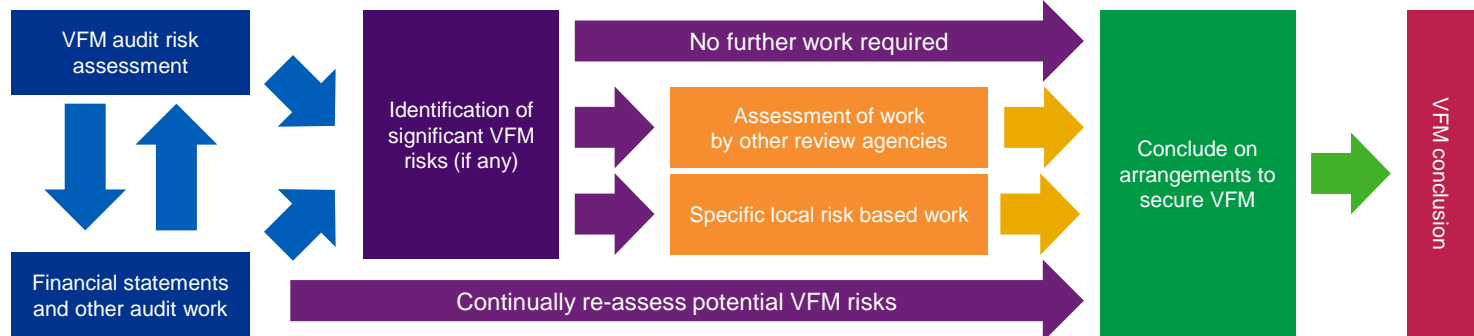 VFM audit risk
assessment
Financial statements
and other audit work
Identification of
significant VFM
risks (if any)
No further work required
Assessment of work
by other review agencies
Specific local risk based work
Continually re-assess potential VFM risks
Conclude on
arrangements to
secure VFM
VFM conclusion